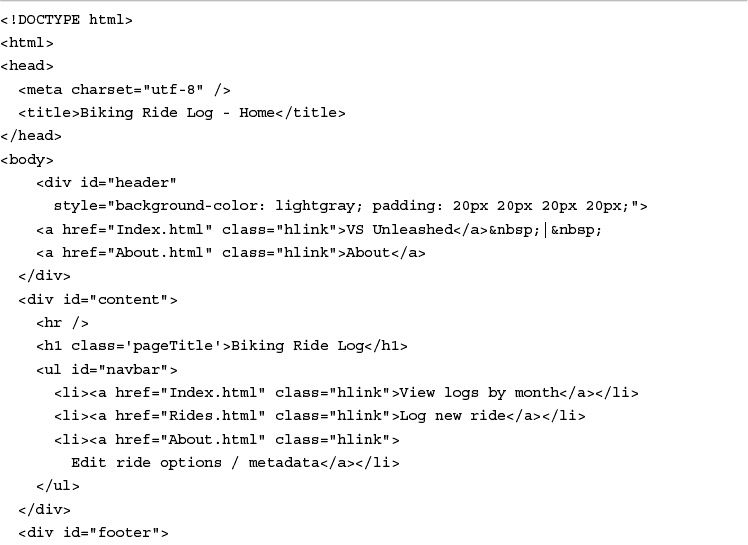 <!DOCTYPE html>
<html>
<head>
  <meta charset="utf-8" />
  <title>Biking Ride Log - Home</title>
</head>
<body>
    <div id="header"
      style="background-color: lightgray; padding: 20px 20px 20px 20px;">
    <a href="Index.html" class="hlink">VS Unleashed</a>&nbsp;|&nbsp;
    <a href="About.html" class="hlink">About</a>
  </div>
  <div id="content">
    <hr />
    <h1 class='pageTitle'>Biking Ride Log</h1>
    <ul id="navbar">
      <li><a href="Index.html" class="hlink">View logs by month</a></li>
      <li><a href="Rides.html" class="hlink">Log new ride</a></li>
      <li><a href="About.html" class="hlink">
        Edit ride options / metadata</a></li>
    </ul>
  </div>
  <div id="footer">